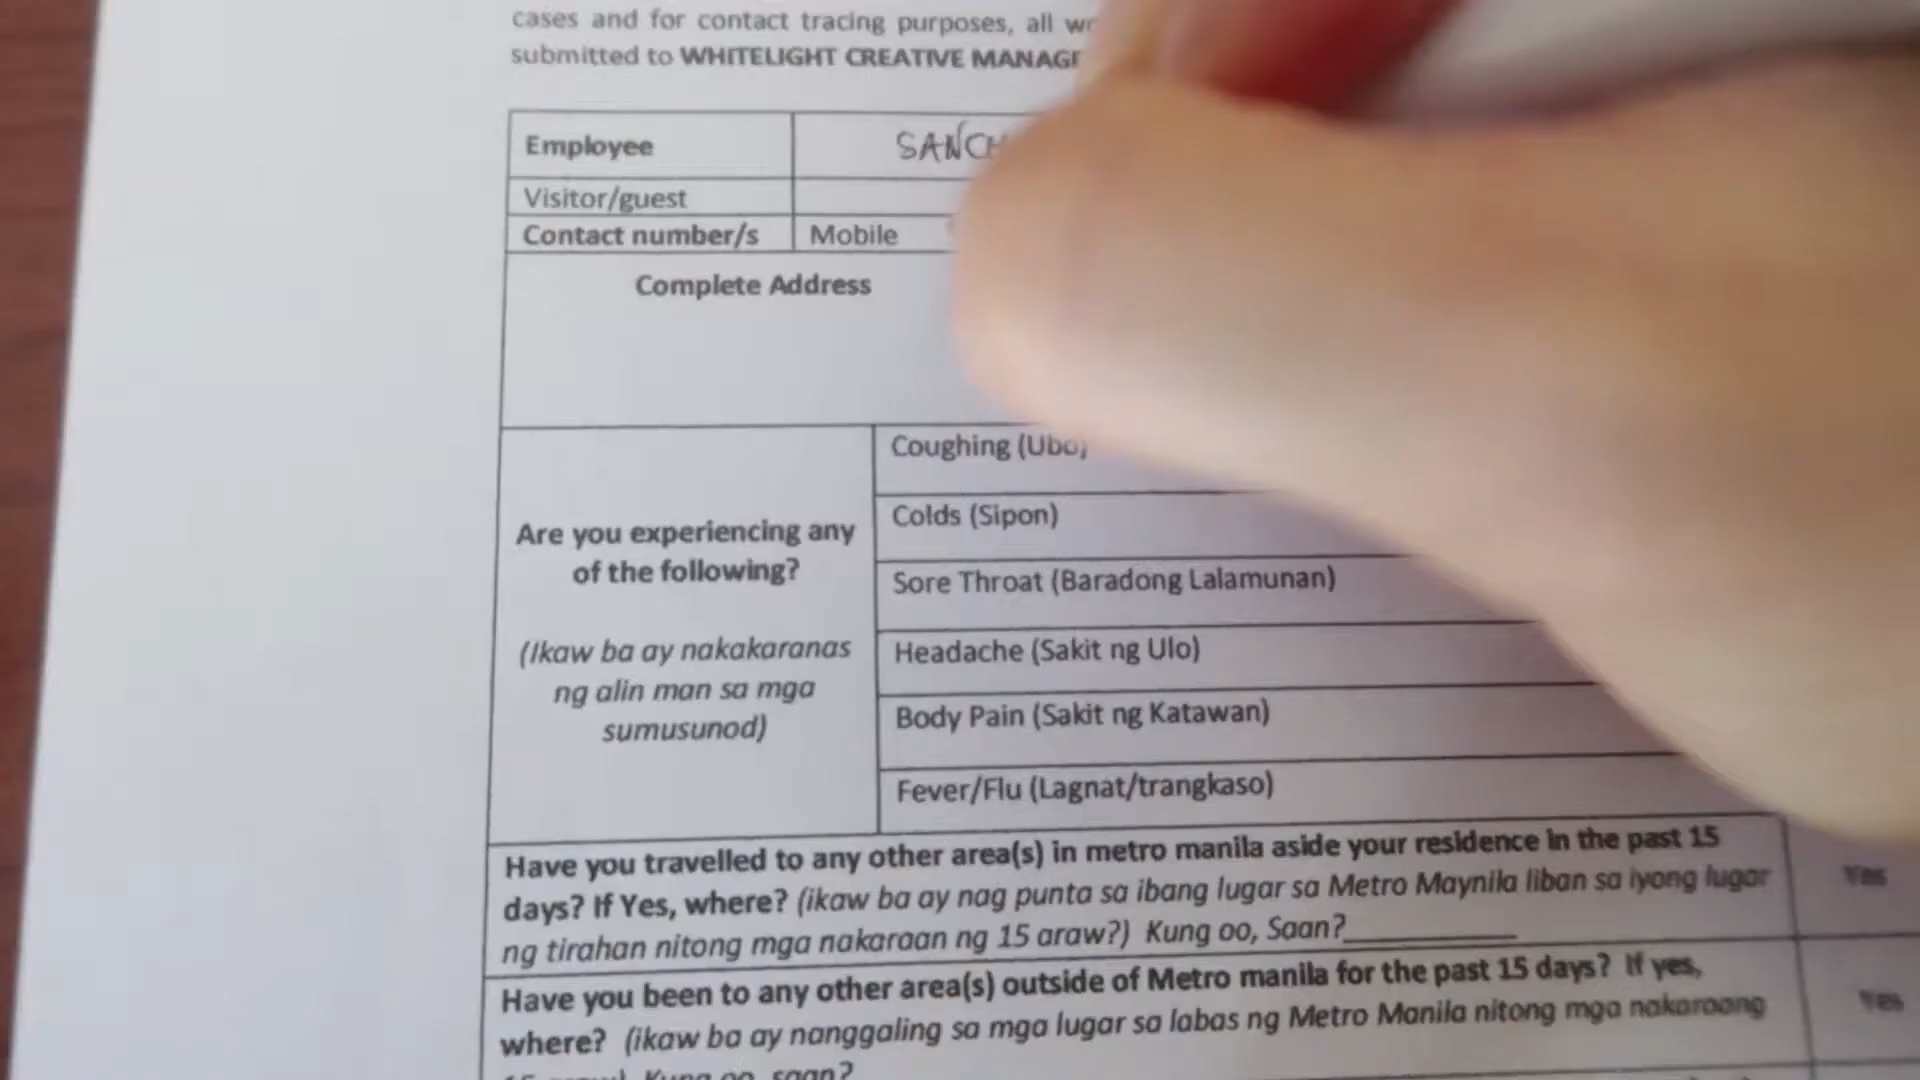 cases and for contact tracing purposes, all
submitted to WHITELIGHT CREATIVE
Employee
Visitor/guest
Contact number/s Mobile
Complete Address
Are you experiencing any
of the following?
(Ikaw ba ay nakakaranas
ng alin man sa mga
sumusunod)
Coughing (Ubo)
Colds (Sipon)
Sore Throat (Baradong Lalamunan)
Headache (Sakit ng Ulo)
Body Pain (Sakit ng Katawan)
Fever/Flu (Lagnat/trangkaso)
Have you travelled to any other area(s) in metro manila aside your residence in the past 15
days? If Yes, where? (ikaw ba ay nag punta sa ibang lugar sa Metro Maynila liban sa iyong lugar
ng tirahan nitong mga nakaraan ng 15 araw?) Kung oo, Saan?__________
Yes
Have you been to any other area(s) outside of Metro manila for the past 15 days? If yes,
where? (ikaw ba ay nanggaling sa mga lugar sa labas ng Metro Manila nitong mga nakaraang
Yes